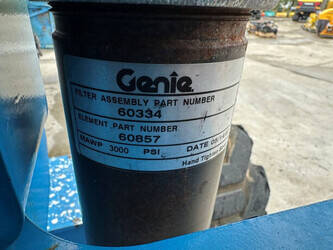 Genie
FILTER ASSEMBLY PART NUMBER
60334
ELEMENT PART NUMBER
60857
MAWP 3000 PSI DATE
Hand Tighten